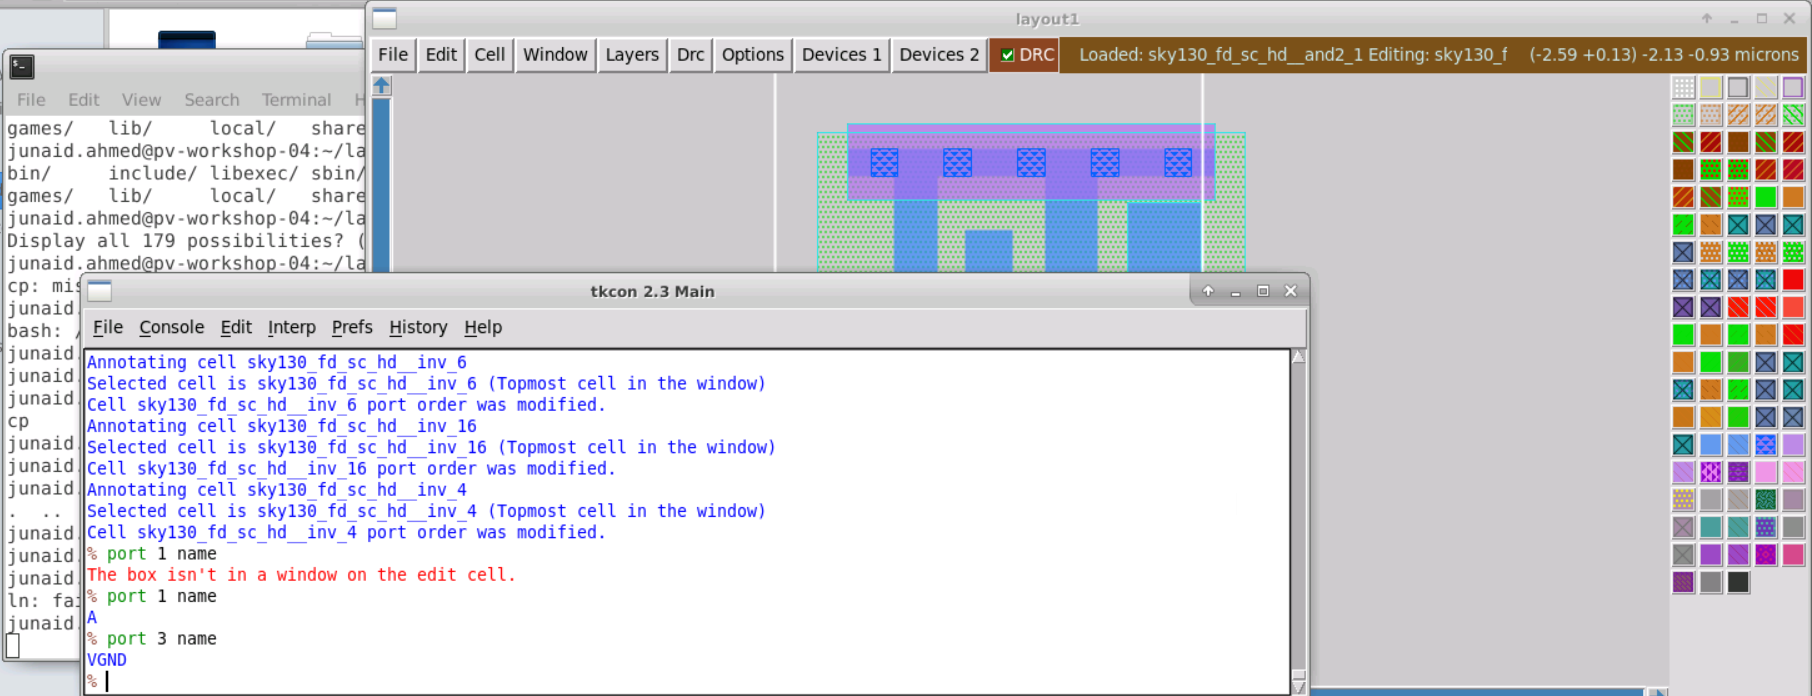 layout1
File Edit Cell Window Layers Drc Options Devices 1 Devices 2 DRC Loaded: sky130_fd_sc_hd__and2_1 Editing: sky130_f (-2.59 +0.13) -2.13 -0.93 microns
File Edit View Search Terminal H
games/ lib/ local/ share
junaid.ahmed@pv-workshop-04:~/la
bin/ include/ libexec/ sbin/
games/ lib/ local/ share
junaid.ahmed@pv-workshop-04:~/la
Display all 179 possibilities? (
junaid.ahmed@pv-workshop-04:~/la
cp: mis
junaid.
bash: /
junaid.
junaid.
junaid.
cp
junaid.
junaid.
junaid.
. ..
junaid.
junaid.
junaid.
ln: fai
junaid.
tkcon 2.3 Main
File Console Edit Interp Prefs History Help
Annotating cell sky130_fd_sc_hd__inv_6
Selected cell is sky130_fd_sc_hd__inv_6 (Topmost cell in the window)
Cell sky130_fd_sc_hd__inv_6 port order was modified.
Annotating cell sky130_fd_sc_hd__inv_16
Selected cell is sky130_fd_sc_hd__inv_16 (Topmost cell in the window)
Cell sky130_fd_sc_hd__inv_16 port order was modified.
Annotating cell sky130_fd_sc_hd__inv_4
Selected cell is sky130_fd_sc_hd__inv_4 (Topmost cell in the window)
Cell sky130_fd_sc_hd__inv_4 port order was modified.
% port 1 name
The box isn't in a window on the edit cell.
% port 1 name
A
% port 3 name
VGND
%